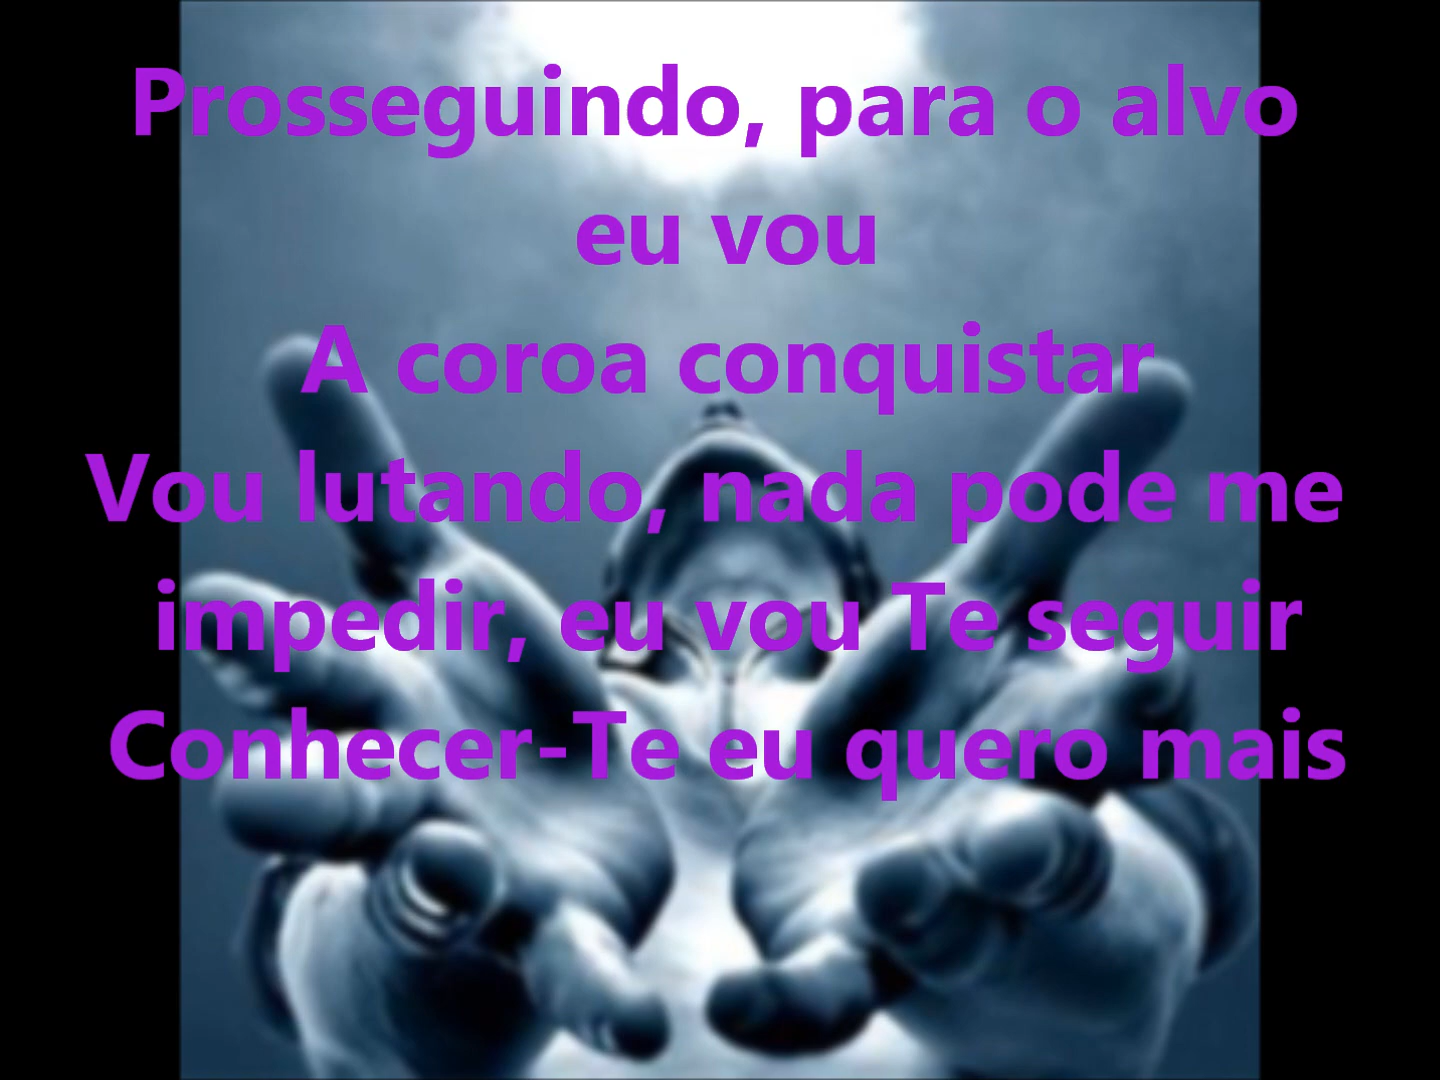 Prosseguindo, para o alvo
eu vou
A coroa conquistar
Vou lutando, nada pode me
impedir, eu vou Te seguir
Conhecer-Te eu quero mais